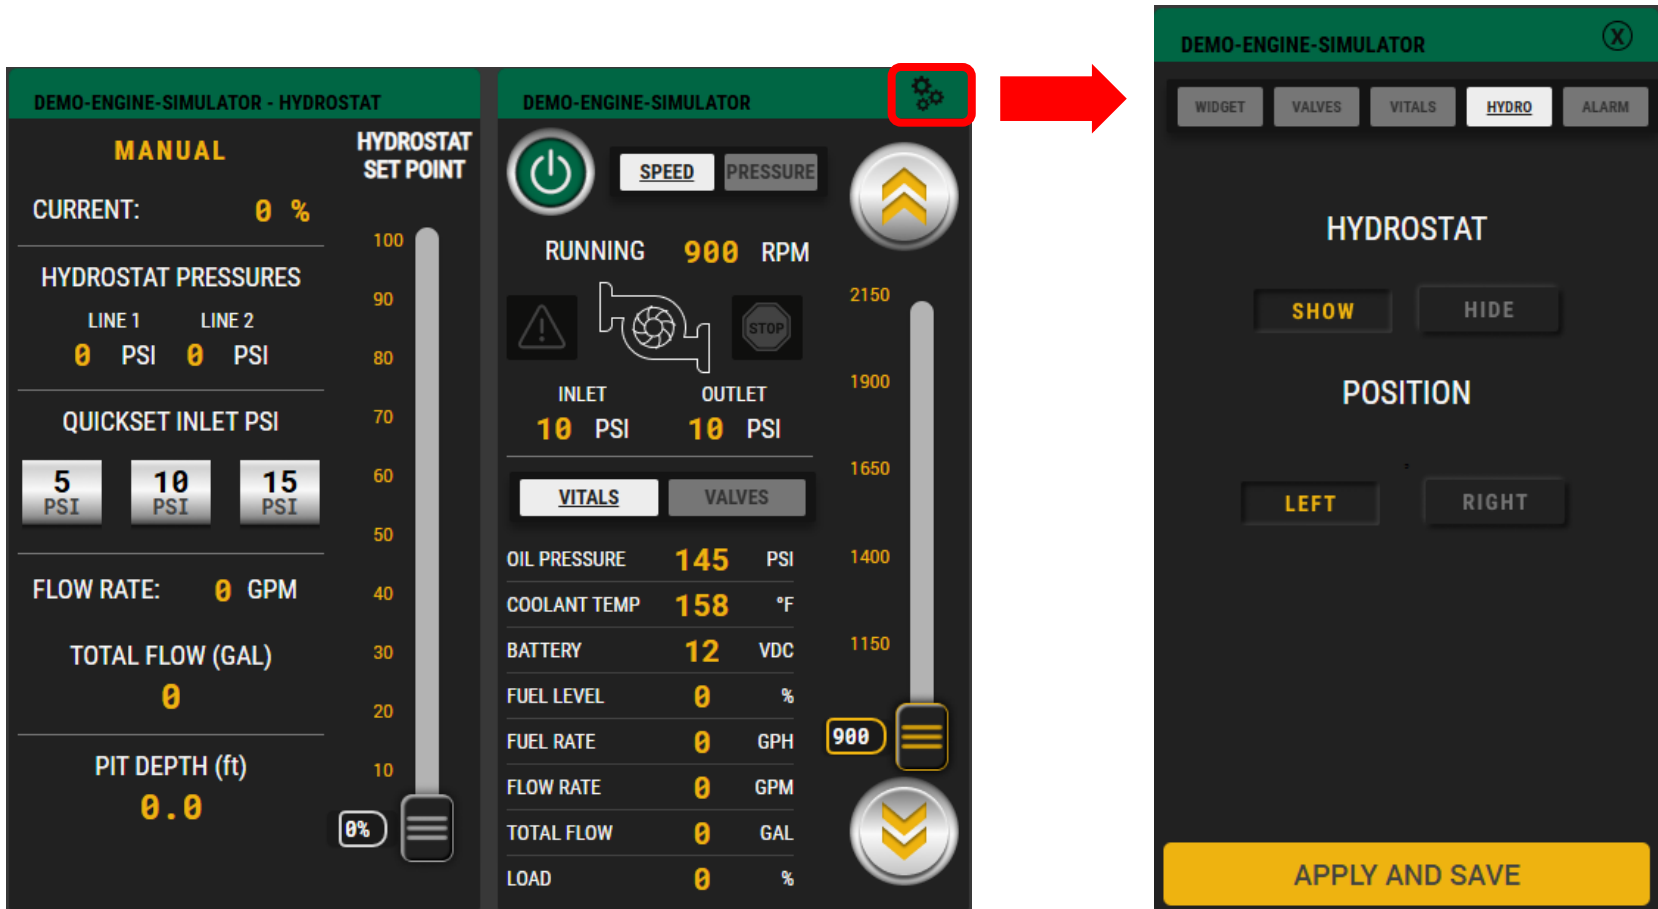 DEMO-ENGINE-SIMULATOR - HYDROSTAT
MANUAL
HYDROSTAT
SET POINT
CURRENT: 0 %
HYDROSTAT PRESSURES
LINE 1 LINE 2
0 PSI 0 PSI
QUICKSET INLET PSI
5 10 15
PSI PSI PSI
FLOW RATE: 0 GPM
TOTAL FLOW (GAL)
0
PIT DEPTH (ft)
0.0
100
90
80
70
60
50
40
30
20
10
0%
DEMO-ENGINE-SIMULATOR
SPEED PRESSURE
RUNNING 900 RPM
STOP
INLET OUTLET
10 PSI 10 PSI
VITALS VALVES
OIL PRESSURE 145 PSI
COOLANT TEMP 158 °F
BATTERY 12 VDC
FUEL LEVEL 0 %
FUEL RATE 0 GPH
FLOW RATE 0 GPM
TOTAL FLOW 0 GAL
LOAD 0 %
2150
1900
1650
1400
1150
900
DEMO-ENGINE-SIMULATOR X
WIDGET VALVES VITALS HYDRO ALARM
HYDROSTAT
SHOW HIDE
POSITION
LEFT RIGHT
APPLY AND SAVE